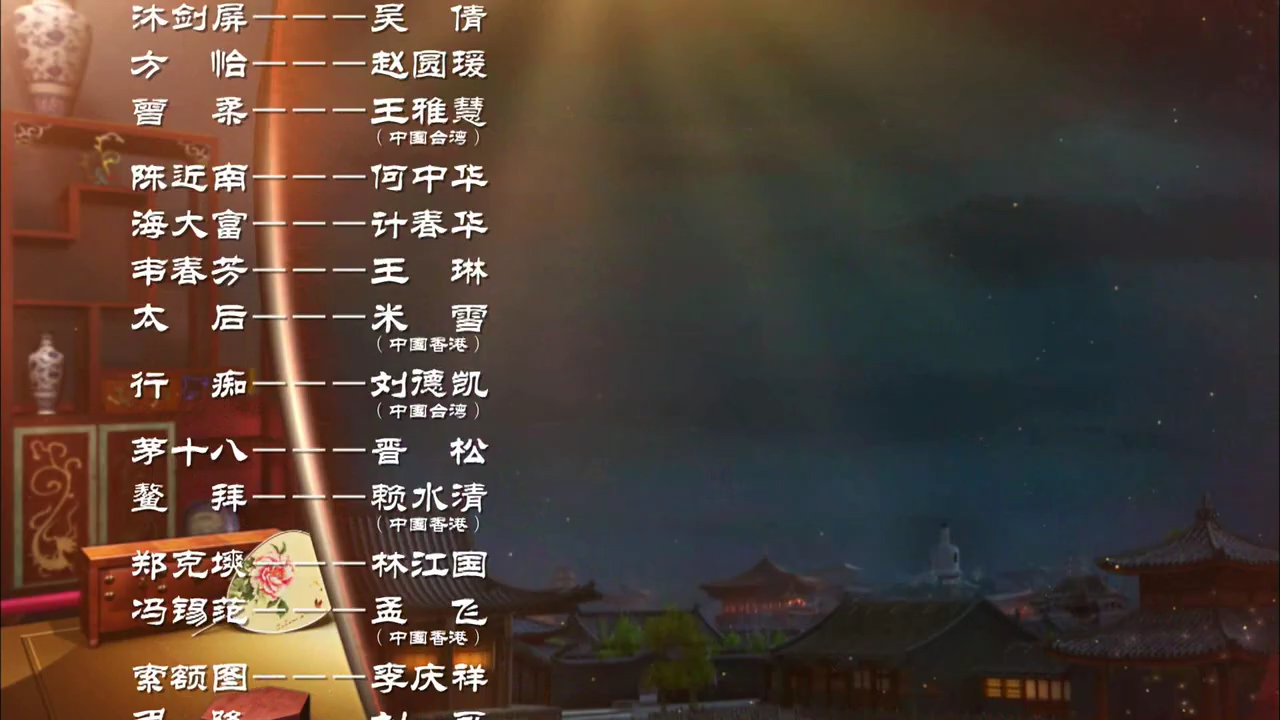 沐剑屏———吴 倩
方 怡———赵圆瑗
曾 柔———王雅慧
（中国台湾）
陈近南———何中华
海大富———计春华
韦春芳———王 琳
太 后———米 雪
（中国香港）
行 痴———刘德凯
（中国台湾）
茅十八———晋 松
鳌 拜———赖水清
（中国香港）
郑克塽———林江国
冯锡范———孟 飞
（中国香港）
索额图———李庆祥